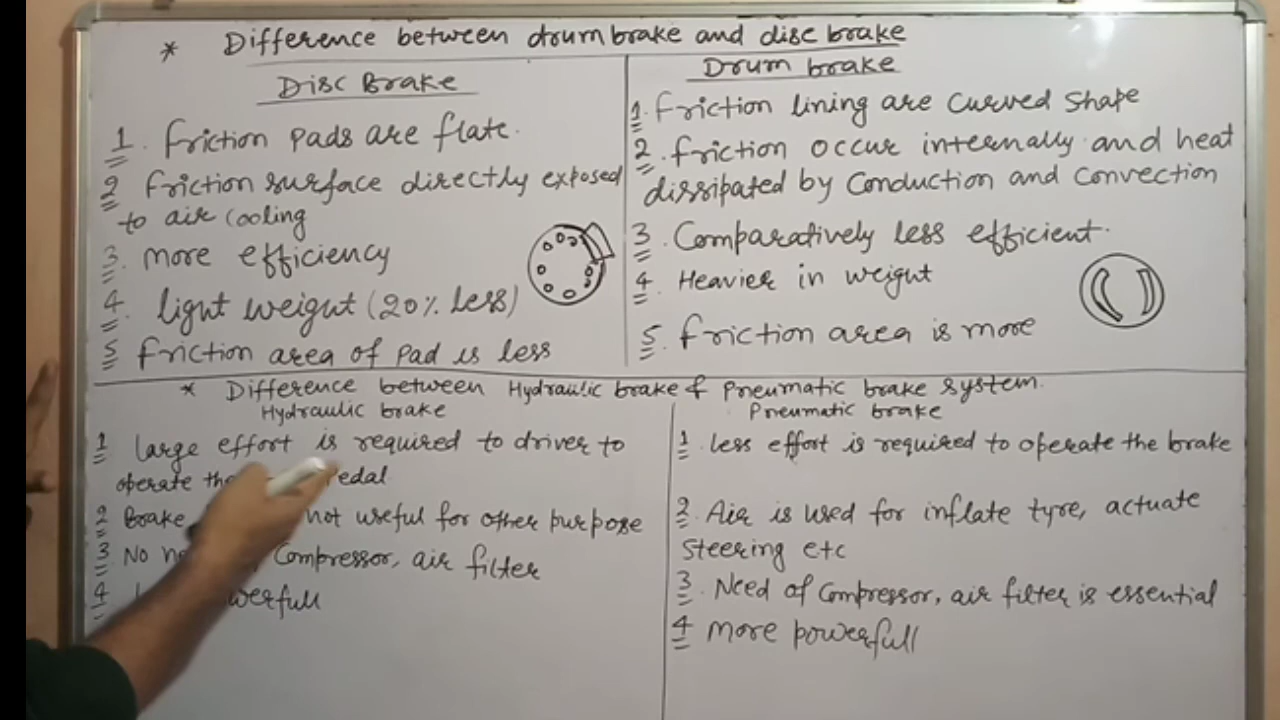 * Difference between drum brake and disc brake
Disc Brake
1. Friction pads are flate.
2 Friction surface directly exposed
to air cooling
3. more efficiency
4. light weight (20% less)
5 Friction area of pad is less
Drum brake
1. Friction lining are curved shape
2. Friction occur internally and heat
dissipated by Conduction and convection
3. Comparatively less efficient.
4. Heavier in weight
5. Friction area is more
* Difference between Hydraulic brake & Pneumatic brake system.
Hydraulic brake
1 large effort is required to driver to
operate
2 Brake not useful for other purpose
3 No Compressor, air filter
4
Pneumatic brake
1. less effort is required to operate the brake
2. Air is used for inflate tyre, actuate
steering etc
3. Need of compressor, air filter is essential
4 more powerfull